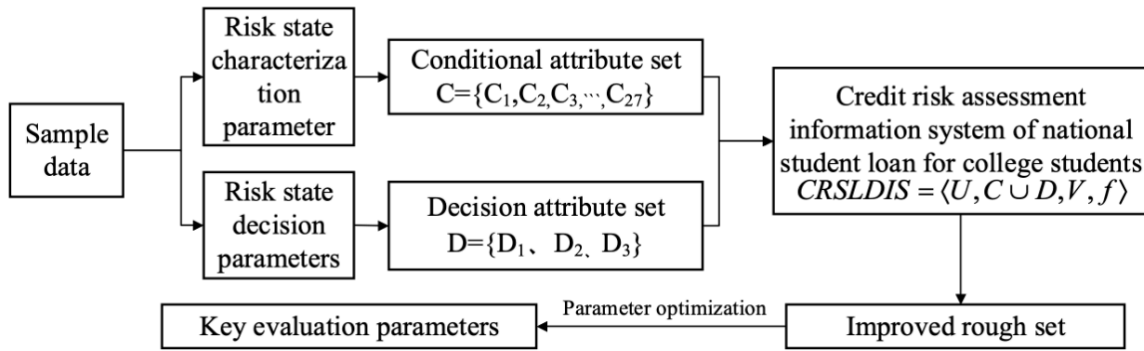 Sample
data
Risk state
characteriza
tion
parameter
Conditional attribute set
C={C₁,C₂,C₃,···,C₂₇}
Risk state
decision
parameters
Decision attribute set
D={D₁、 D₂、 D₃}
Credit risk assessment
information system of national
student loan for college students
CRSLDIS = ⟨U, C ∪ D, V, f⟩
Improved rough set
Parameter optimization
Key evaluation parameters